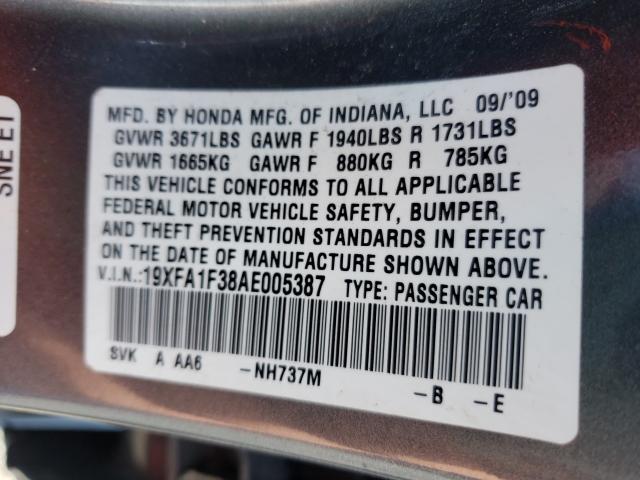 MFD. BY HONDA MFG. OF INDIANA, LLC 09/'09
GVWR 3671LBS GAWR F 1940LBS R 1731LBS
GVWR 1665KG GAWR F 880KG R 785KG
THIS VEHICLE CONFORMS TO ALL APPLICABLE
FEDERAL MOTOR VEHICLE SAFETY, BUMPER,
AND THEFT PREVENTION STANDARDS IN EFFECT
ON THE DATE OF MANUFACTURE SHOWN ABOVE.
V.I.N.:19XFA1F38AE005387 TYPE: PASSENGER CAR
SVK A AA6 -NH737M -B -E